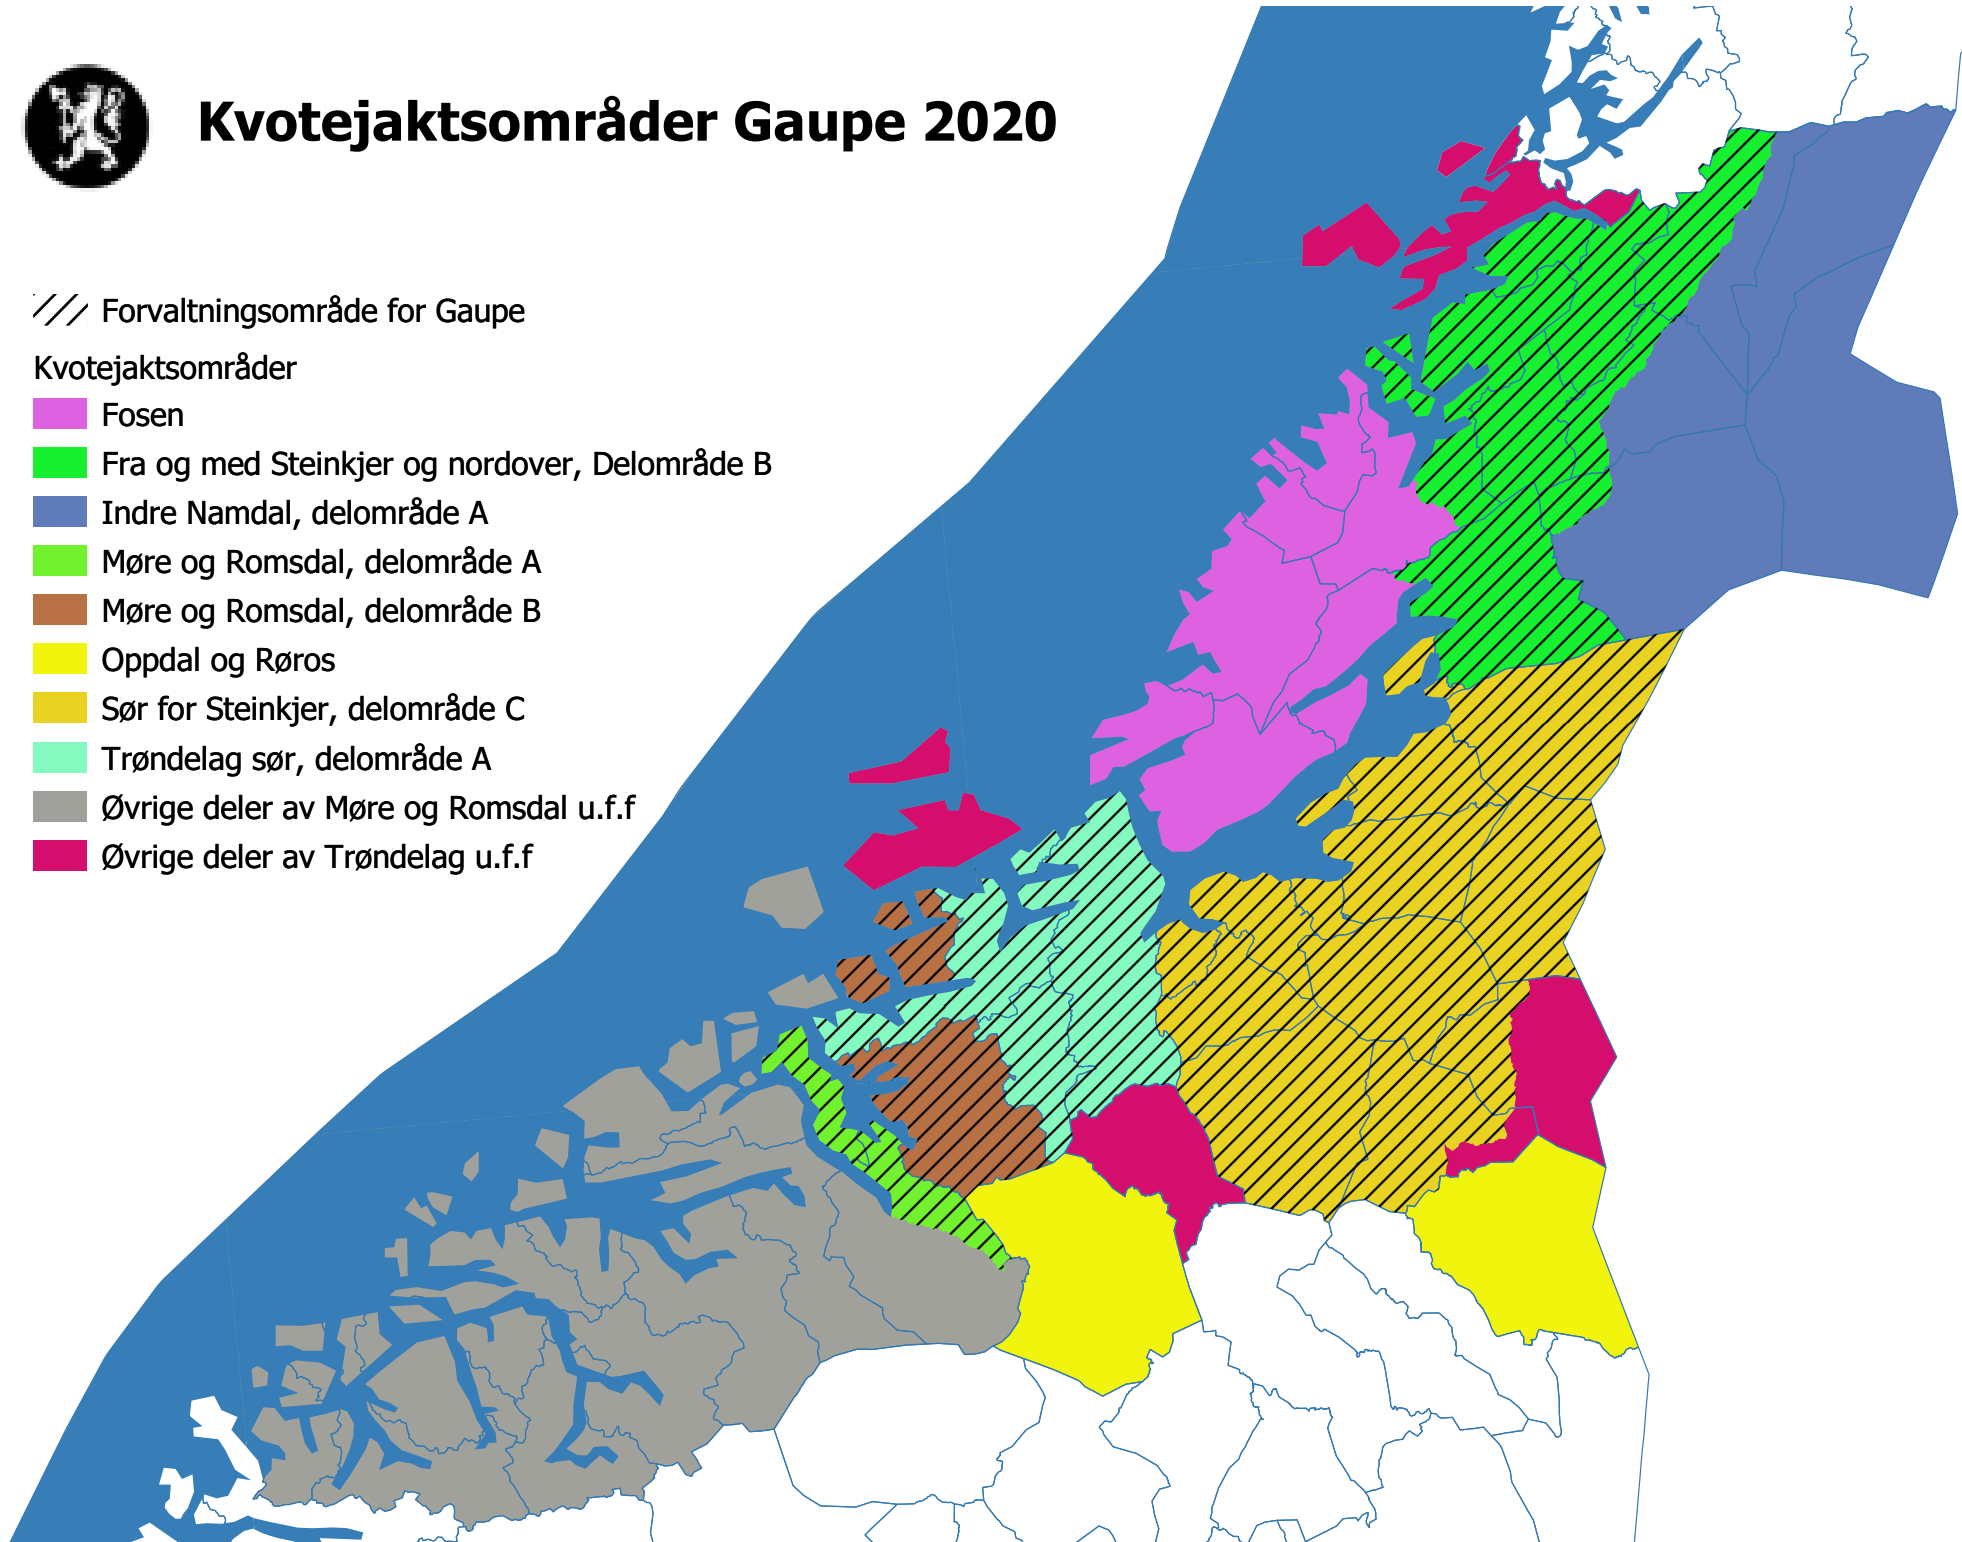 Kvotejaktsområder Gaupe 2020
Forvaltningsområde for Gaupe
Kvotejaktsområder
Fosen
Fra og med Steinkjer og nordover, Delområde B
Indre Namdal, delområde A
Møre og Romsdal, delområde A
Møre og Romsdal, delområde B
Oppdal og Røros
Sør for Steinkjer, delområde C
Trøndelag sør, delområde A
Øvrige deler av Møre og Romsdal u.f.f
Øvrige deler av Trøndelag u.f.f